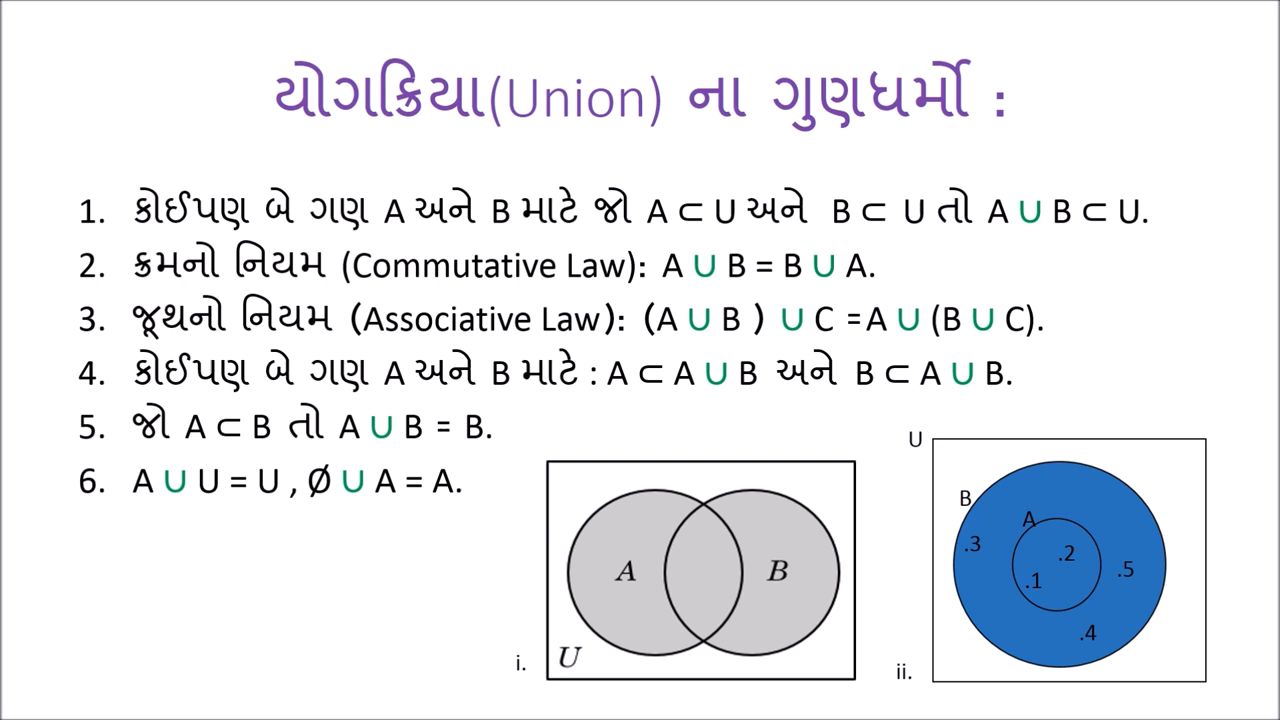 યોગક્રિયા(Union) ના ગુણધર્મો :
1. કોઈપણ બે ગણ A અને B માટે જો A ⊂ U અને B ⊂ U તો A ∪ B ⊂ U.
2. ક્રમનો નિયમ (Commutative Law): A ∪ B = B ∪ A.
3. જૂથનો નિયમ (Associative Law): (A ∪ B ) ∪ C = A ∪ (B ∪ C).
4. કોઈપણ બે ગણ A અને B માટે : A ⊂ A ∪ B અને B ⊂ A ∪ B.
5. જો A ⊂ B તો A ∪ B = B.
6. A ∪ U = U , Ø ∪ A = A.
i.
A B
U
ii.
U
B
A
.3
.2
.1
.5
.4